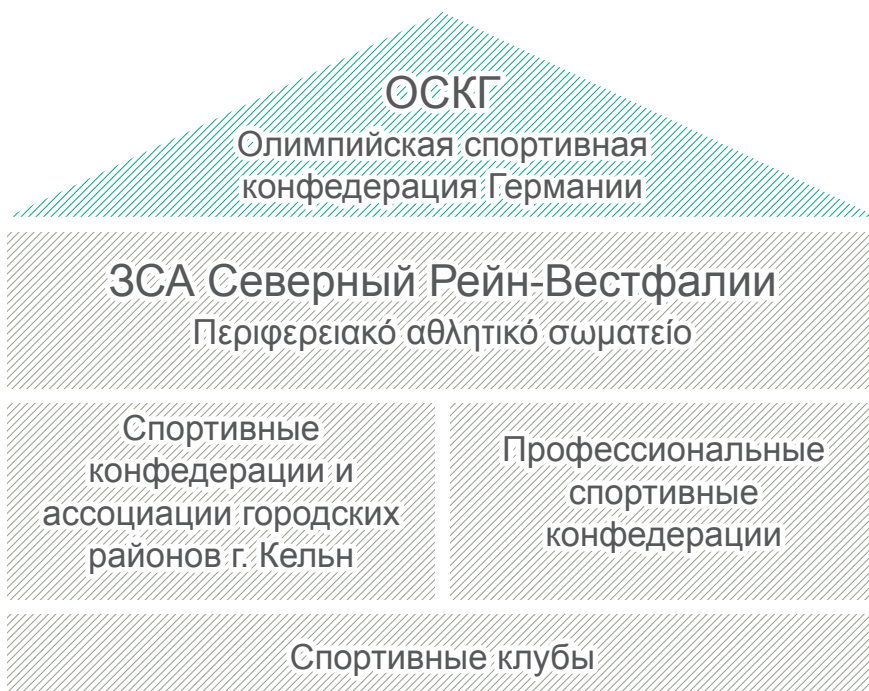 ОСКГ
Олимпийская спортивная
конфедерация Германии
ЗСА Северный Рейн-Вестфалии
Περιφερειακό αθλητικό σωματείο
Спортивные
конфедерации и
ассоциации городских
районов г. Кельн
Профессиональные
спортивные
конфедерации
Спортивные клубы